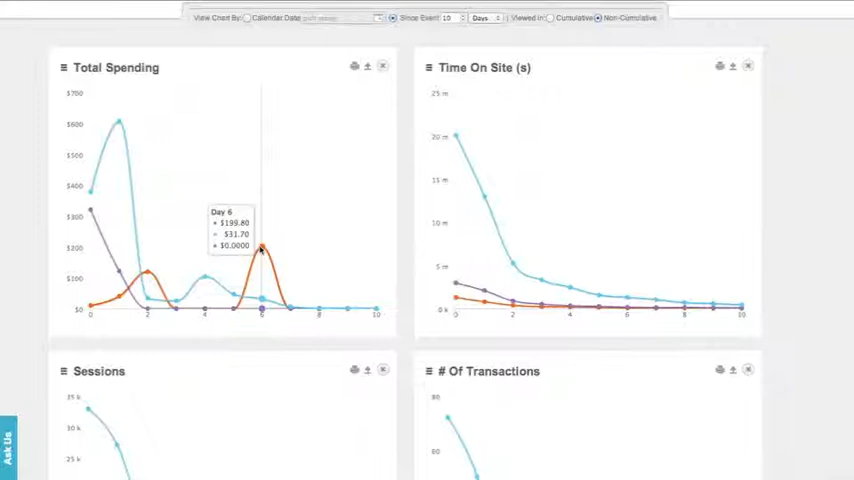 View Chart By: Calendar Date Since Event 10 Days Viewed In: Cumulative Non-Cumulative
Total Spending
$700
$600
$500
$400
$300
$200
$100
$0
0 2 4 6 8 10
Day 6
$199.80
$31.70
$0.0000
Time On Site (s)
25 m
20 m
15 m
10 m
5 m
0 k
0 2 4 6 8 10
Sessions
35 k
30 k
25 k
# Of Transactions
80
60
Ask Us